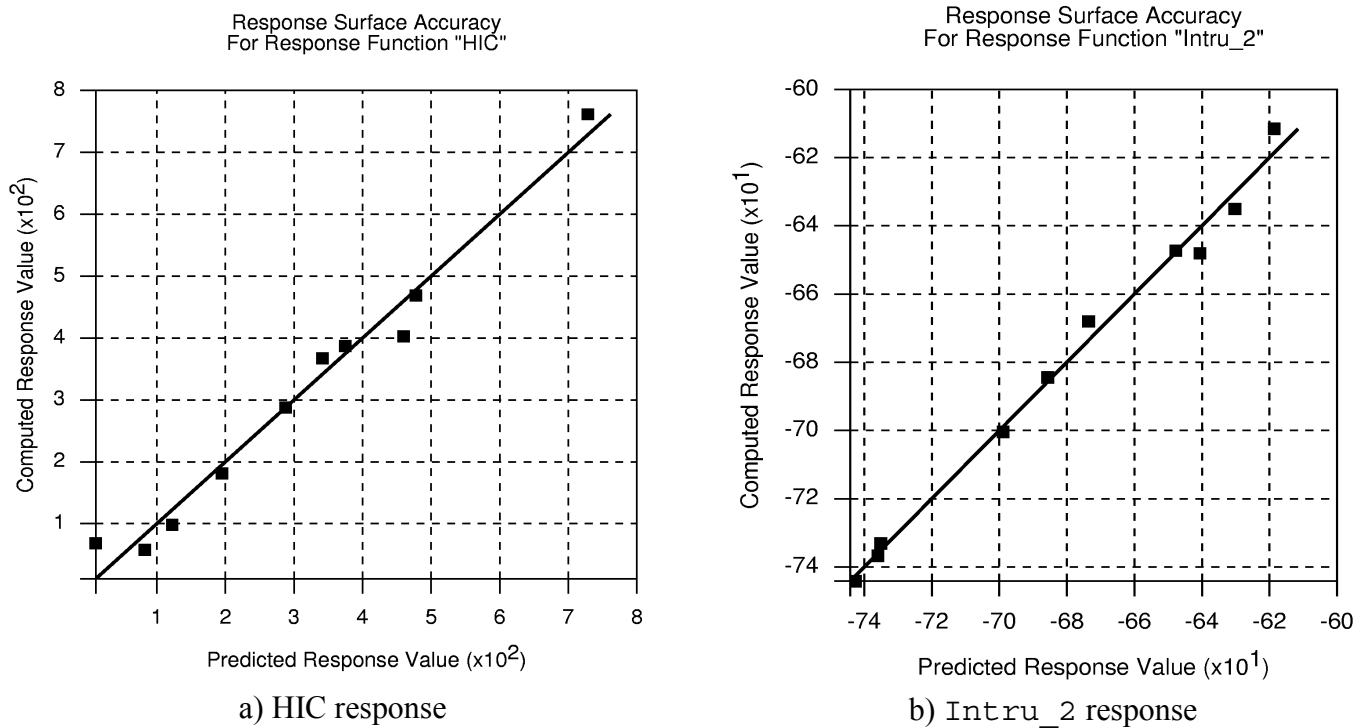 Response Surface Accuracy
For Response Function "HIC"
8
7
6
5
4
3
2
1
Computed Response Value (x10²)
1 2 3 4 5 6 7 8
Predicted Response Value (x10²)
a) HIC response
Response Surface Accuracy
For Response Function "Intru_2"
-60
-62
-64
-66
-68
-70
-72
-74
Computed Response Value (x10¹)
-74 -72 -70 -68 -66 -64 -62 -60
Predicted Response Value (x10¹)
b) Intru_2 response